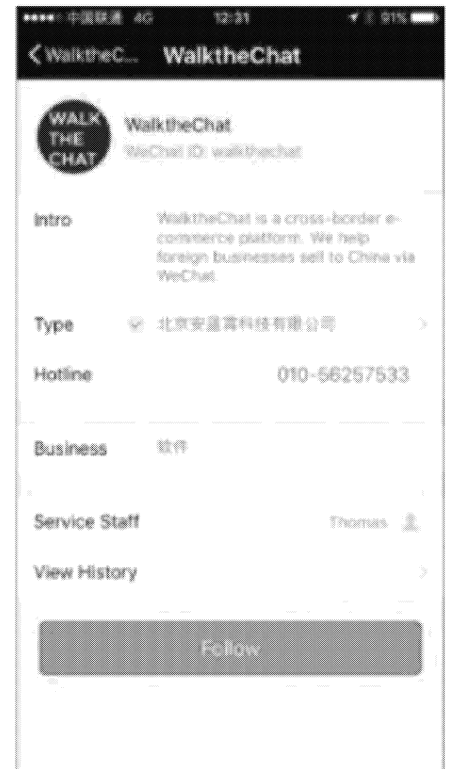 中国联通 4G 12:31 91%
WalktheC... WalktheChat
WALK
THE
CHAT
WalktheChat
WeChat ID: walkthechat
Intro WalktheChat is a cross-border e-
commerce platform. We help
foreign businesses sell to China via
WeChat.
Type 北京安蓝富科技有限公司
Hotline 010-56257533
Business 软件
Service Staff Thomas
View History
Follow